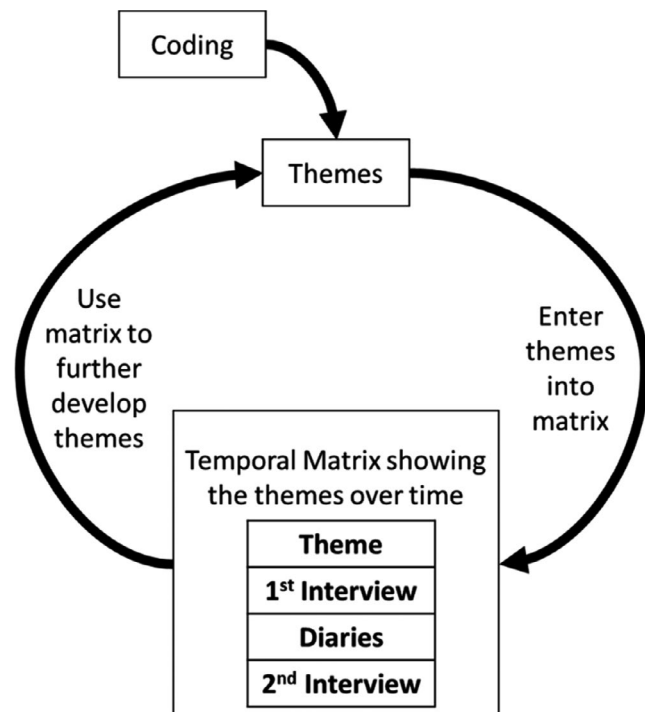 Coding
Themes
Use
matrix to
further
develop
themes
Enter
themes
into
matrix
Temporal Matrix showing
the themes over time
Theme
1st Interview
Diaries
2nd Interview